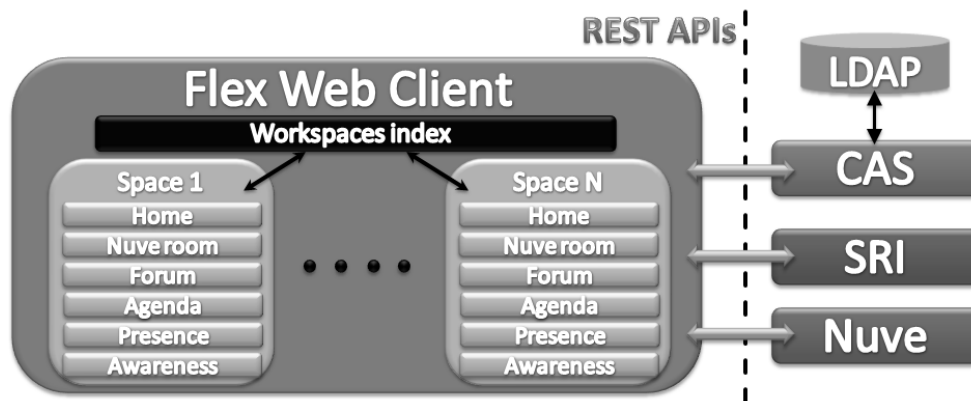 REST APIs
LDAP
Flex Web Client
Workspaces index
CAS
Space 1
Home
Nuve room
Forum
Agenda
Presence
Awareness
Space N
Home
Nuve room
Forum
Agenda
Presence
Awareness
SRI
Nuve